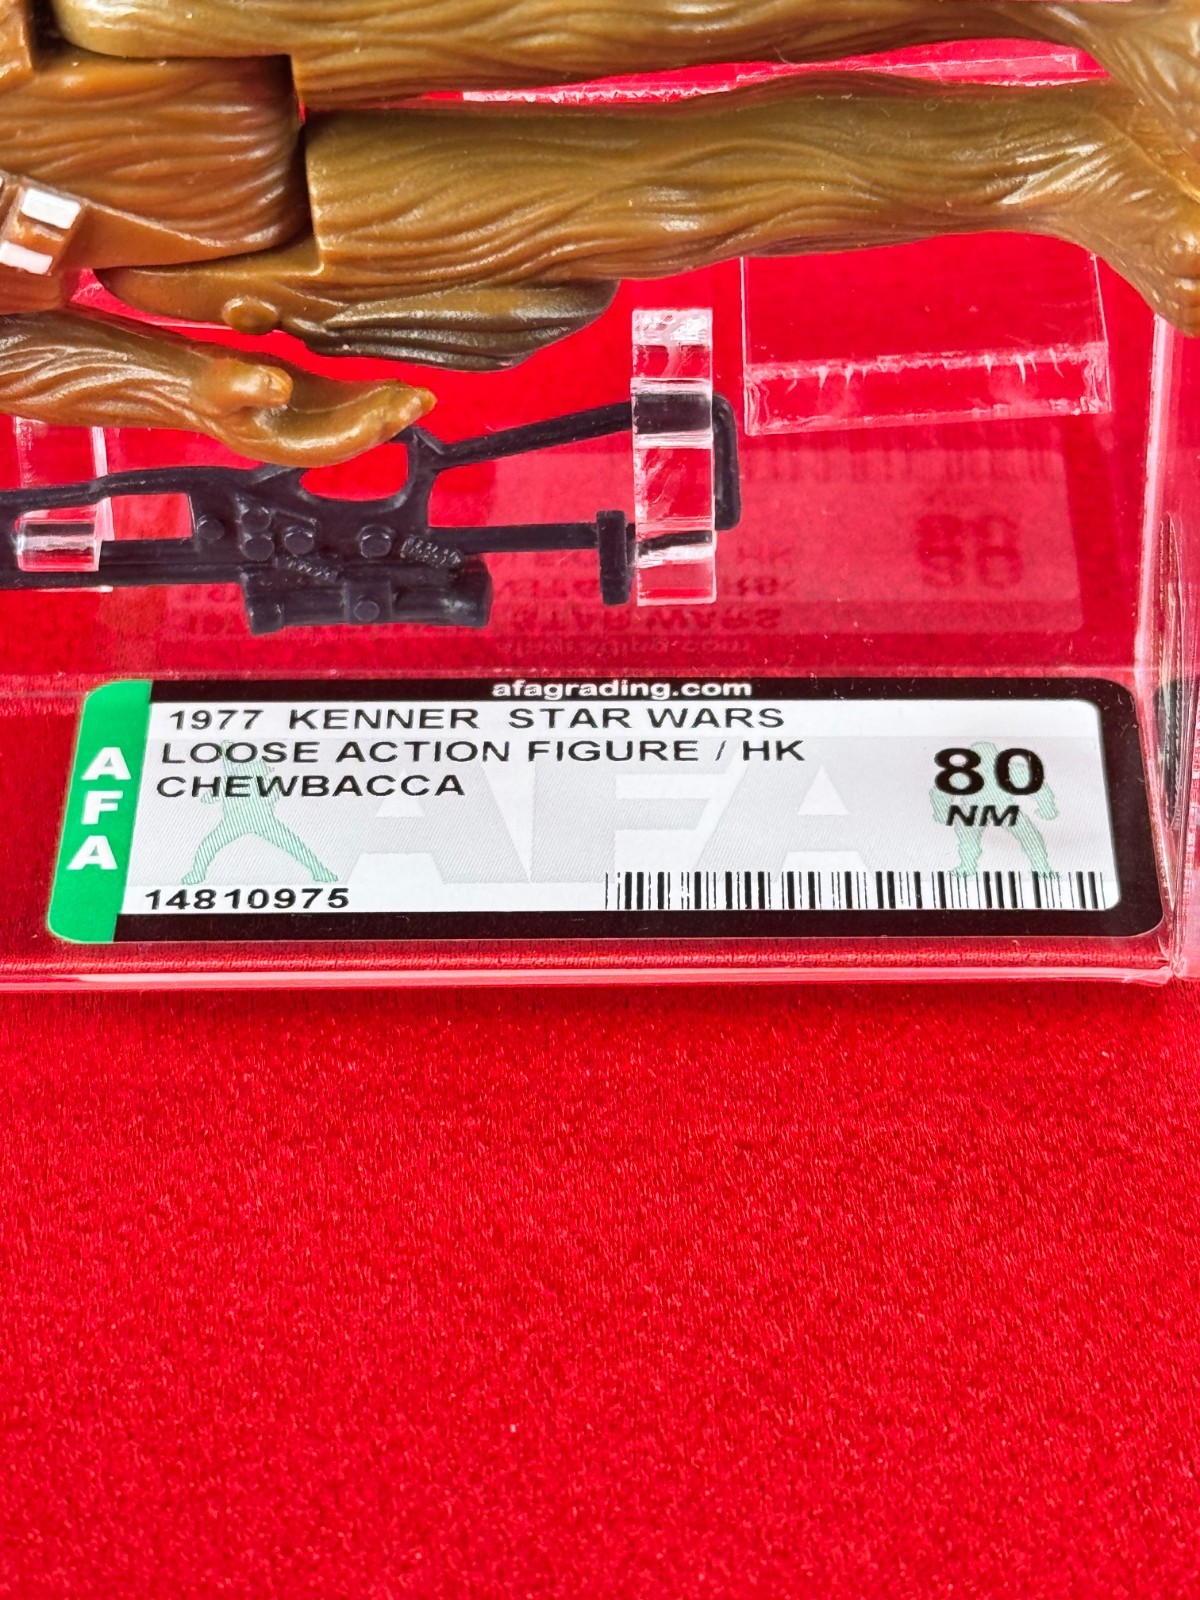 afagrading.com
AFA
1977 KENNER STAR WARS
LOOSE ACTION FIGURE / HK
CHEWBACCA
80
NM
AFA
14810975